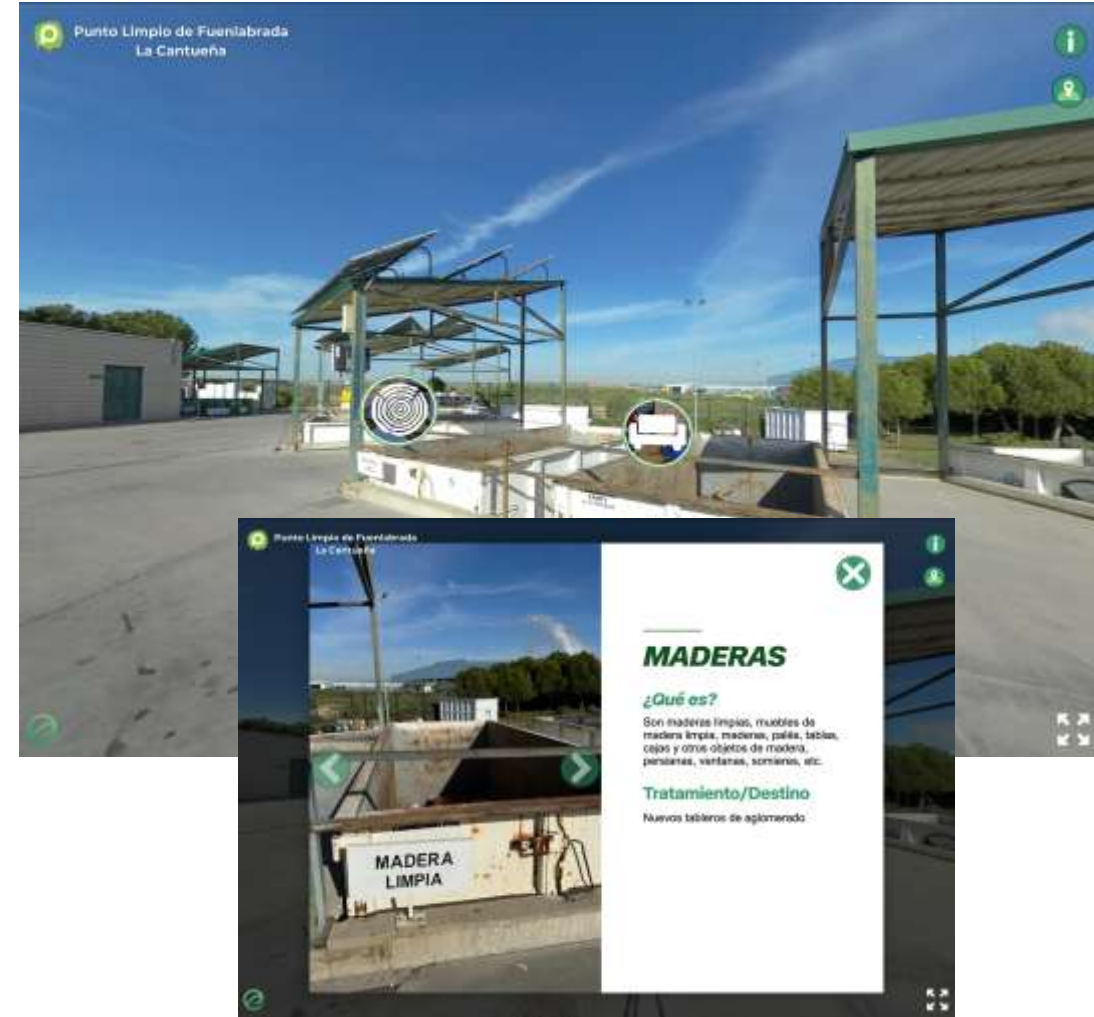 Punto Limpio de Fuenlabrada
La Cantueña
Punto Limpio de Fuenlabrada
La Cantueña
MADERA
LIMPIA
MADERAS
¿Qué es?
Son maderas limpias, muebles de
madera limpia, maderas, palés, tablas,
cajas y otros objetos de madera,
persianas, ventanas, somieres, etc.
Tratamiento/Destino
Nuevos tableros de aglomerado